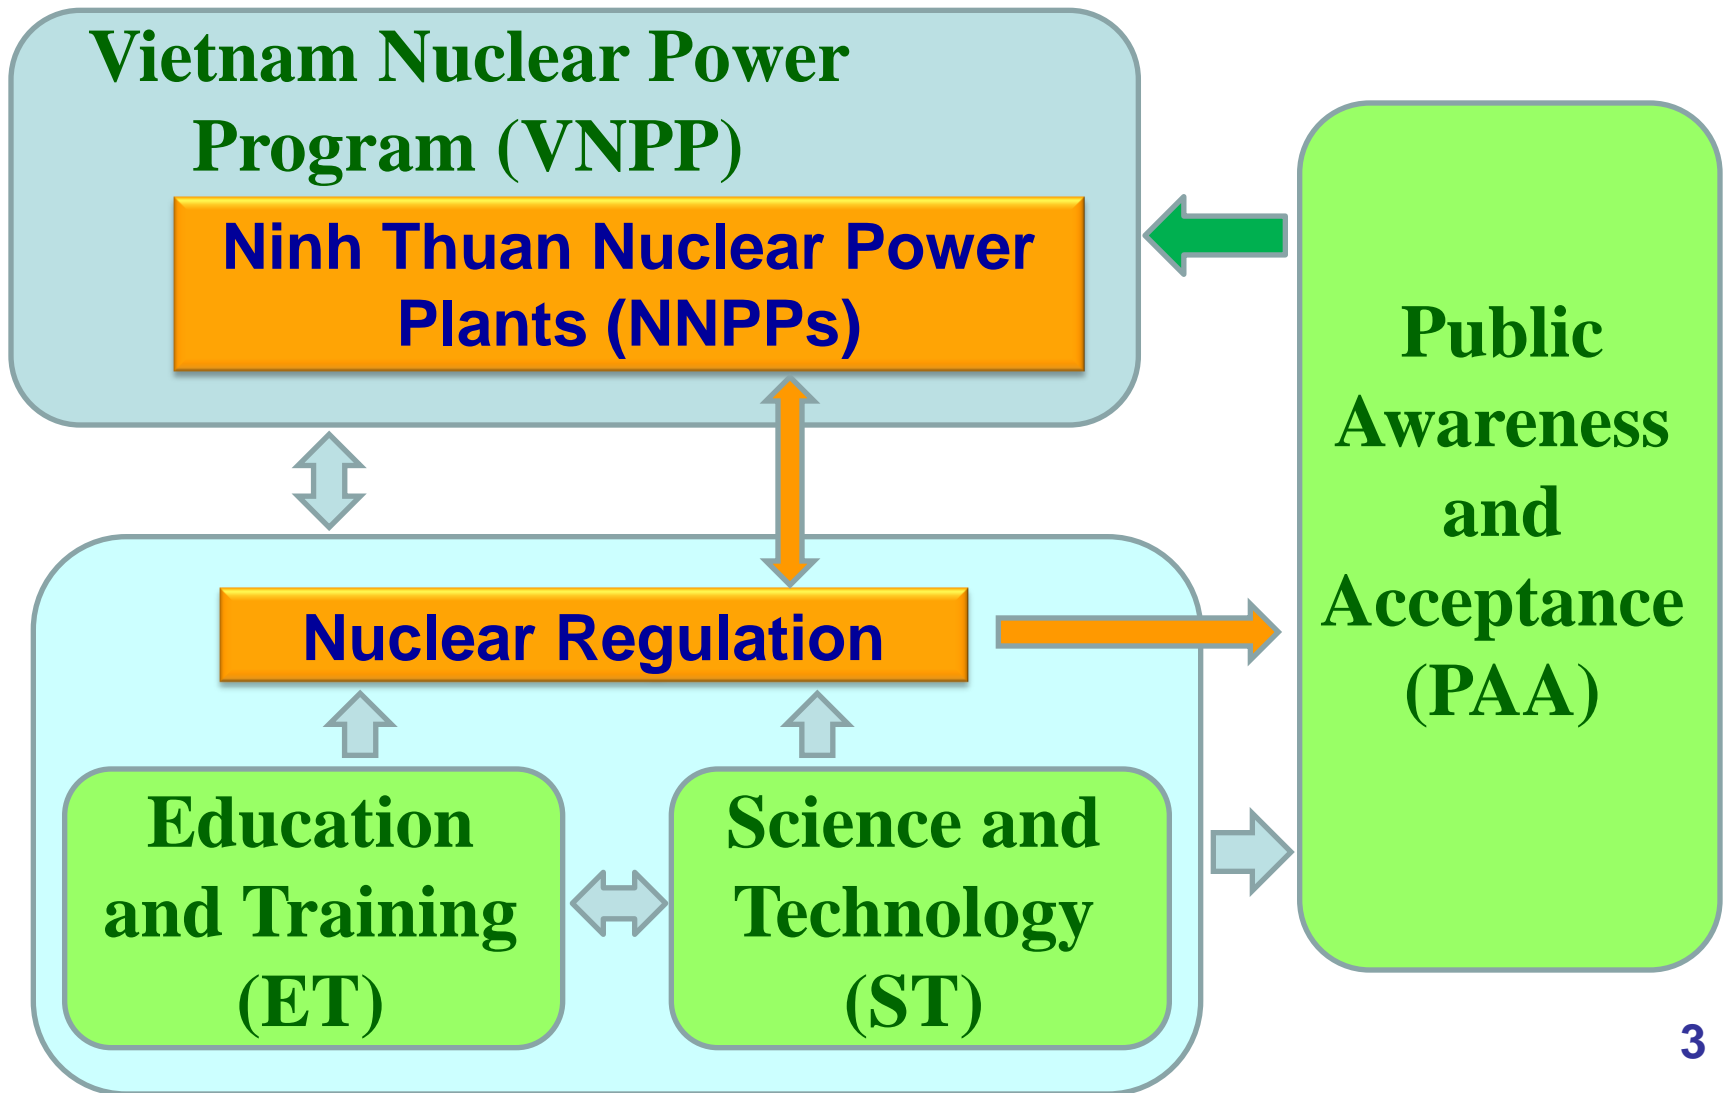 Vietnam Nuclear Power
Program (VNPP)
Ninh Thuan Nuclear Power
Plants (NNPPs)
Public
Awareness
and
Acceptance
(PAA)
Nuclear Regulation
Education
and Training
(ET)
Science and
Technology
(ST)
3